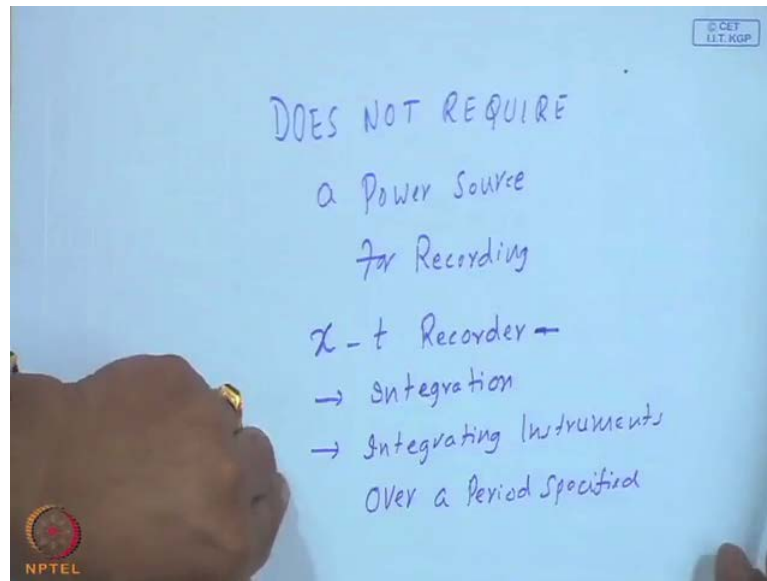 © CET
I.I.T. KGP
DOES NOT REQUIRE
a Power Source
For Recording
x-t Recorder-
→ Integration
→ Integrating Instruments
Over a Period Specified
NPTEL